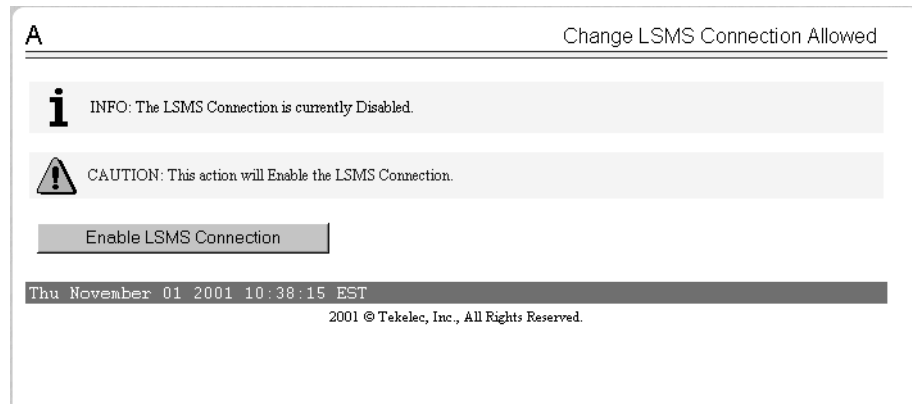 A
Change LSMS Connection Allowed
INFO: The LSMS Connection is currently Disabled.
CAUTION: This action will Enable the LSMS Connection.
Enable LSMS Connection
Thu November 01 2001 10:38:15 EST
2001 © Tekelec, Inc., All Rights Reserved.